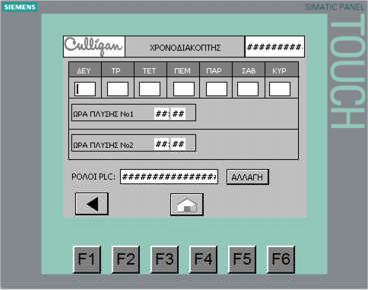 SIEMENS
SIMATIC PANEL
TOUCH
Culligan
ΧΡΟΝΟΔΙΑΚΟΠΤΗΣ
#########
ΔΕΥ ΤΡ ΤΕΤ ΠΕΜ ΠΑΡ ΣΑΒ ΚΥΡ
ΩΡΑ ΠΛΥΣΗΣ Νο1 ##:##
ΩΡΑ ΠΛΥΣΗΣ Νο2 ##:##
ΡΟΛΟΙ PLC: ############### ΑΛΛΑΓΗ
F1 F2 F3 F4 F5 F6